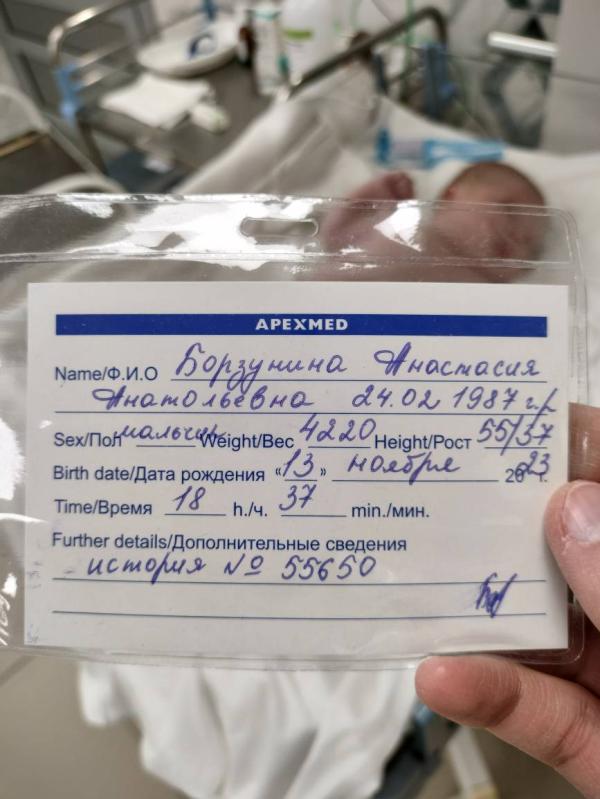 APEXMED
Name/Ф.И.О Борзунина Анастасия
Анатольевна 24.02 1987 г.р
Sex/Пол мальчик Weight/Вес 4220 Height/Рост 55/37
Birth date/Дата рождения «13» ноября 2023 г.
Time/Время 18 h./ч. 37 min./мин.
Further details/Дополнительные сведения
история № 55650